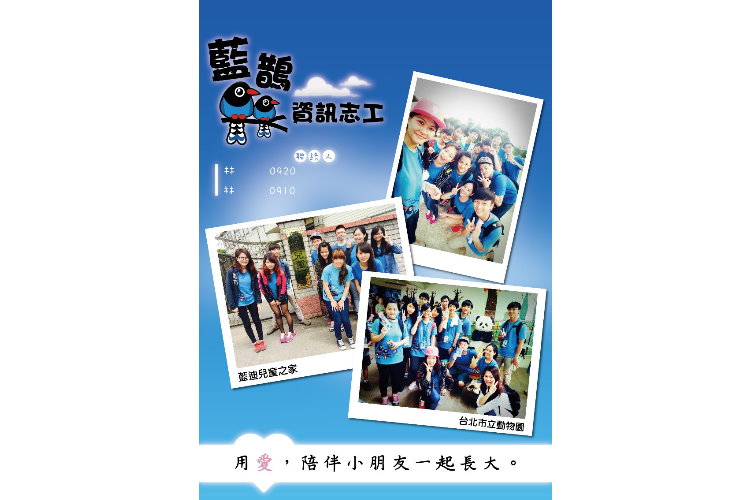 藍鵲
資訊志工
聯絡人
林 0920
林 0910
藍迪兒童之家
台北市立動物園
用愛，陪伴小朋友一起長大。